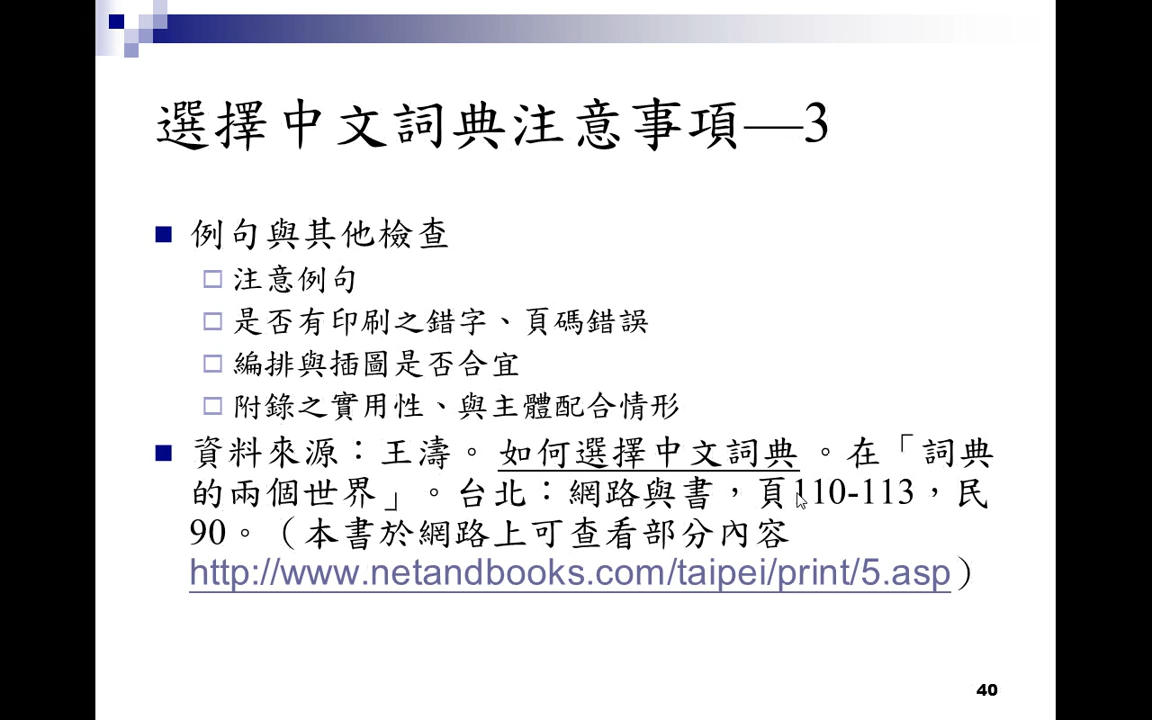 選擇中文詞典注意事項—3
例句與其他檢查
注意例句
是否有印刷之錯字、頁碼錯誤
編排與插圖是否合宜
附錄之實用性、與主體配合情形
資料來源：王濤。 如何選擇中文詞典 。在「詞典
的兩個世界」。台北：網路與書，頁110-113，民
90。（本書於網路上可查看部分內容
http://www.netandbooks.com/taipei/print/5.asp）
40